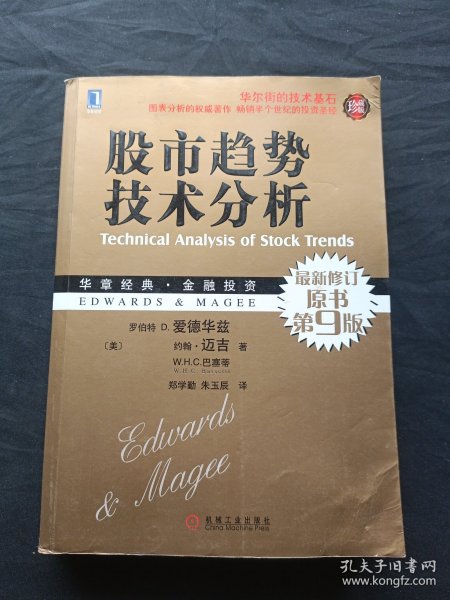 华尔街的技术基石
图表分析的权威著作 畅销半个世纪的投资圣经
珍藏版
股市趋势
技术分析
Technical Analysis of Stock Trends
华章经典·金融投资
EDWARDS & MAGEE
最新修订
原书
第9版
罗伯特 D. 爱德华兹
〔美〕 约翰·迈吉 著
W.H.C.巴塞蒂
W. H. C. Bassetti
郑学勤 朱玉辰 译
Edwards
& Magee
机械工业出版社
China Machine Press
孔夫子旧书网
www.kongfz.com